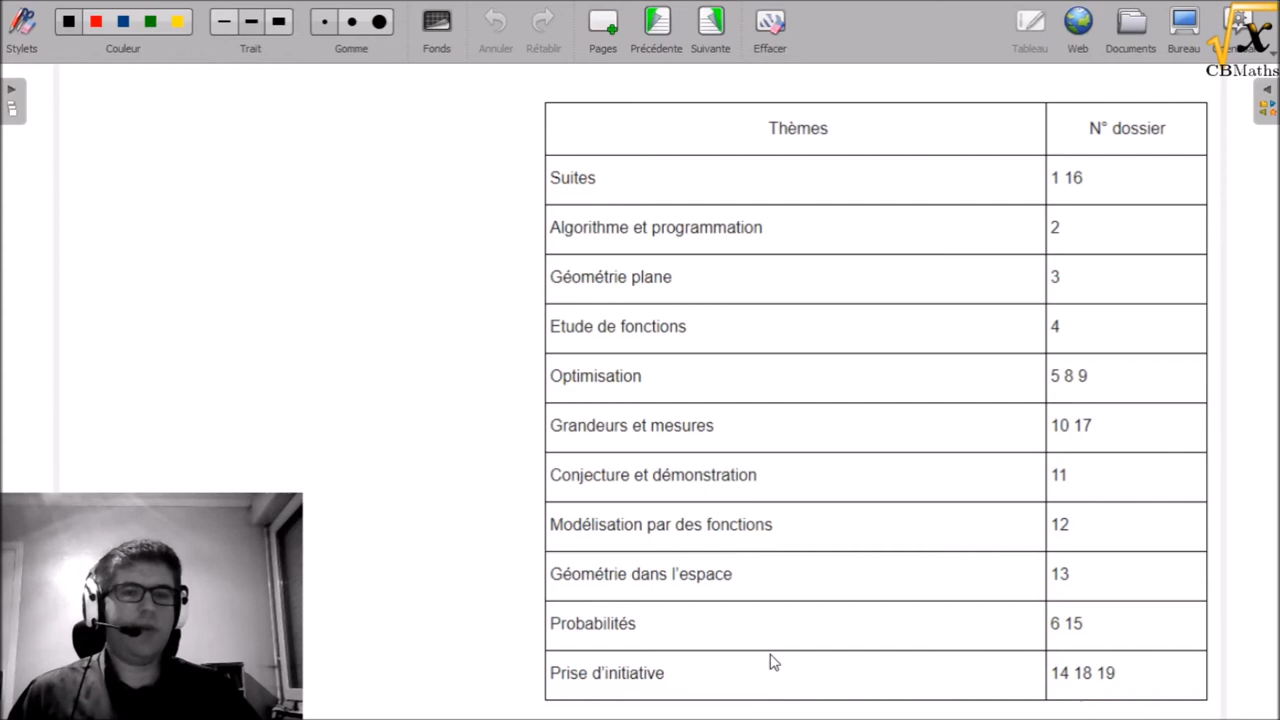 Stylets Couleur Trait Gomme Fonds Annuler Rétablir Pages Précédente Suivante Effacer Tableau Web Documents Bureau
CBMaths
Thèmes N° dossier
Suites 1 16
Algorithme et programmation 2
Géométrie plane 3
Etude de fonctions 4
Optimisation 5 8 9
Grandeurs et mesures 10 17
Conjecture et démonstration 11
Modélisation par des fonctions 12
Géométrie dans l'espace 13
Probabilités 6 15
Prise d'initiative 14 18 19